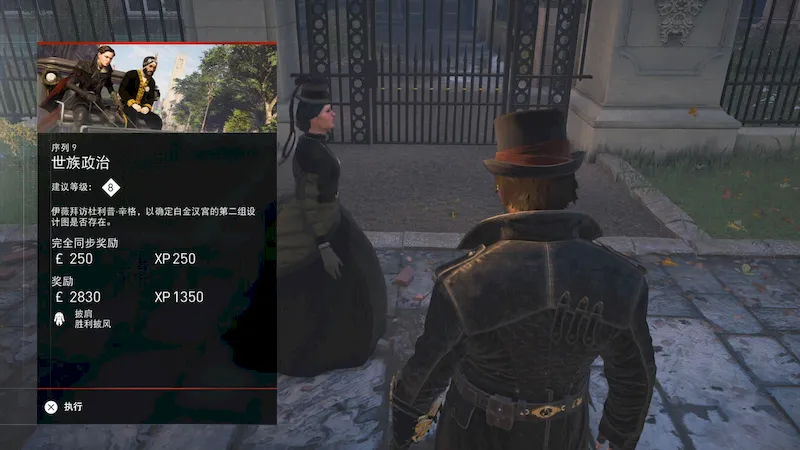 序列 9
世族政治
建议等级： 8
伊薇拜访杜利普·辛格，以确定白金汉宫的第二组设
计图是否存在。
完全同步奖励
￡ 250 XP 250
奖励
￡ 2830 XP 1350
披肩
胜利披风
执行